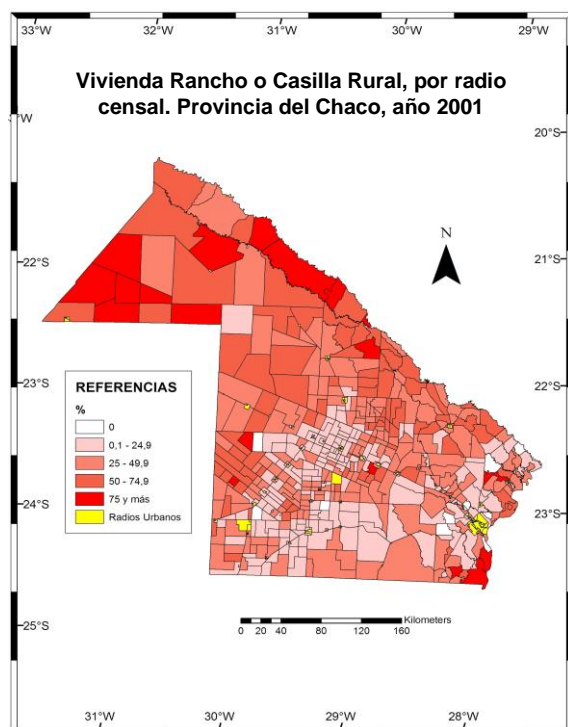 33°W 32°W 31°W 30°W 29°W
Vivienda Rancho o Casilla Rural, por radio
censal. Provincia del Chaco, año 2001
20°S
N
21°S
22°S
22°S
23°S
REFERENCIAS
%
0
0,1 - 24,9
25 - 49,9
50 - 74,9
75 y más
Radios Urbanos
24°S
23°S
Kilometers
0 20 40 80 120 160
25°S
31°W 30°W 29°W 28°W